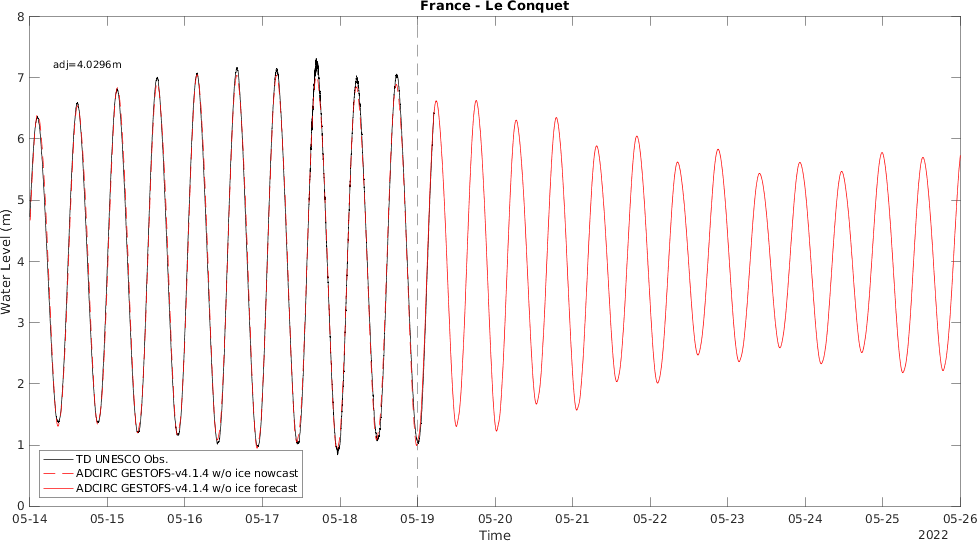 France - Le Conquet
8
7
6
5
4
3
2
1
0
Water Level (m)
adj=4.0296m
TD UNESCO Obs.
ADCIRC GESTOFS-v4.1.4 w/o ice nowcast
ADCIRC GESTOFS-v4.1.4 w/o ice forecast
05-14 05-15 05-16 05-17 05-18 05-19 05-20 05-21 05-22 05-23 05-24 05-25 05-26
Time
2022